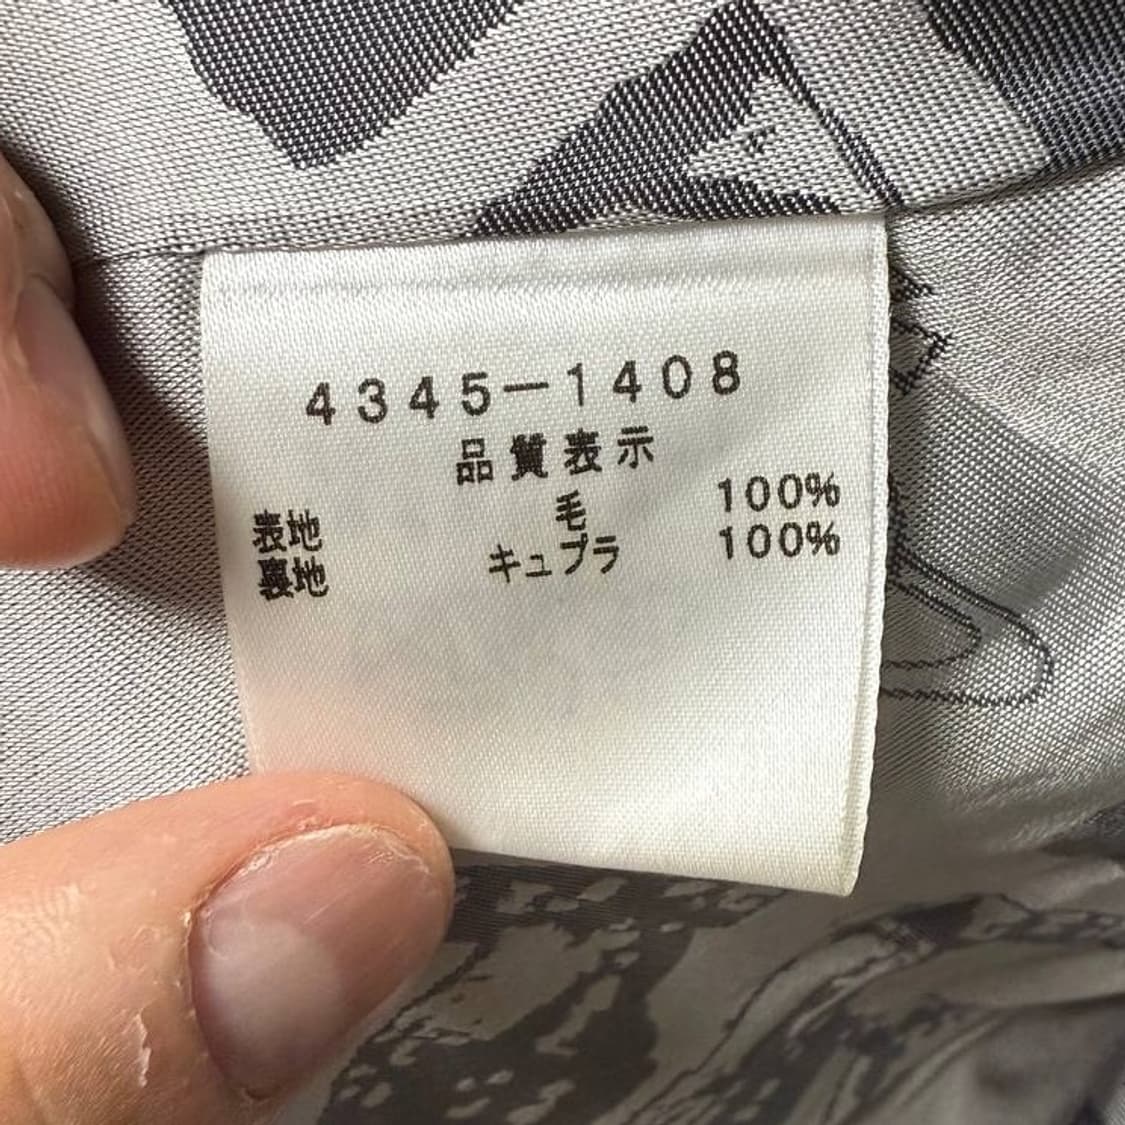 4345-1408
品質表示
表地 毛 100%
裏地 キュプラ 100%